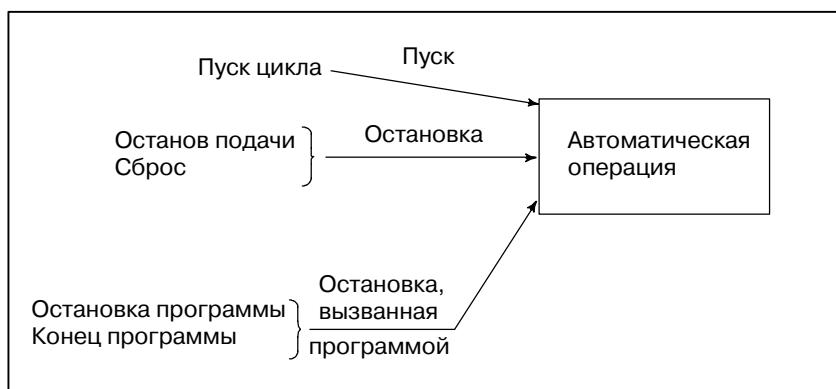 Пуск цикла
Пуск
Останов подачи
Сброс
Остановка
Автоматическая
операция
Остановка программы
Конец программы
Остановка,
вызванная
программой